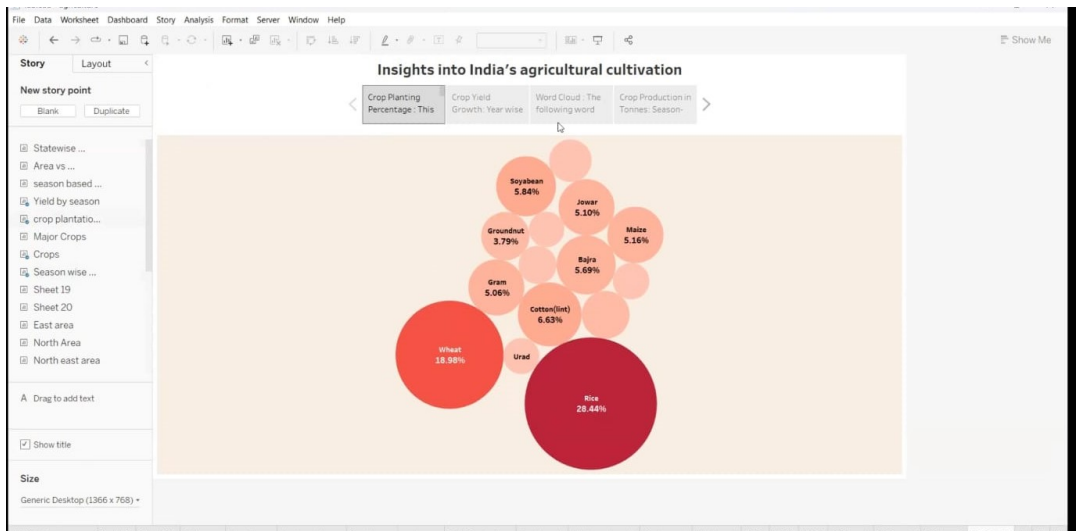 File Data Worksheet Dashboard Story Analysis Format Server Window Help
Show Me
Story Layout
New story point
Blank Duplicate
Statewise ...
Area vs ...
season based ...
Yield by season
crop plantatio...
Major Crops
Crops
Season wise ...
Sheet 19
Sheet 20
East area
North Area
North east area
A Drag to add text
Show title
Size
Generic Desktop (1366 x 768)
Insights into India's agricultural cultivation
Crop Planting
Percentage : This
Crop Yield
Growth: Year wise
Word Cloud : The
following word
Crop Production in
Tonnes: Season-
Soyabean
5.84%
Jowar
5.10%
Groundnut
3.79%
Maize
5.16%
Bajra
5.69%
Gram
5.06%
Cotton(lint)
6.63%
Wheat
18.98%
Urad
Rice
28.44%